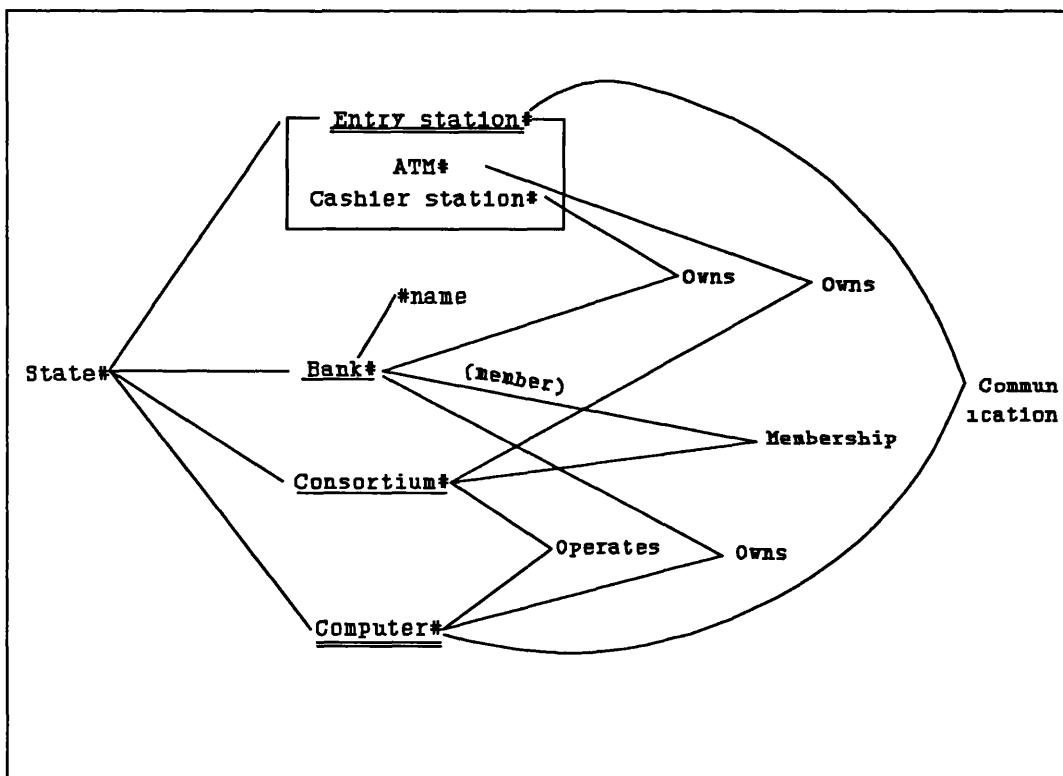 Entry station#
ATM#
Cashier station#
Owns
Owns
#name
State#
Bank#
(member)
Commun
ication
Membership
Consortium#
Operates
Owns
Computer#